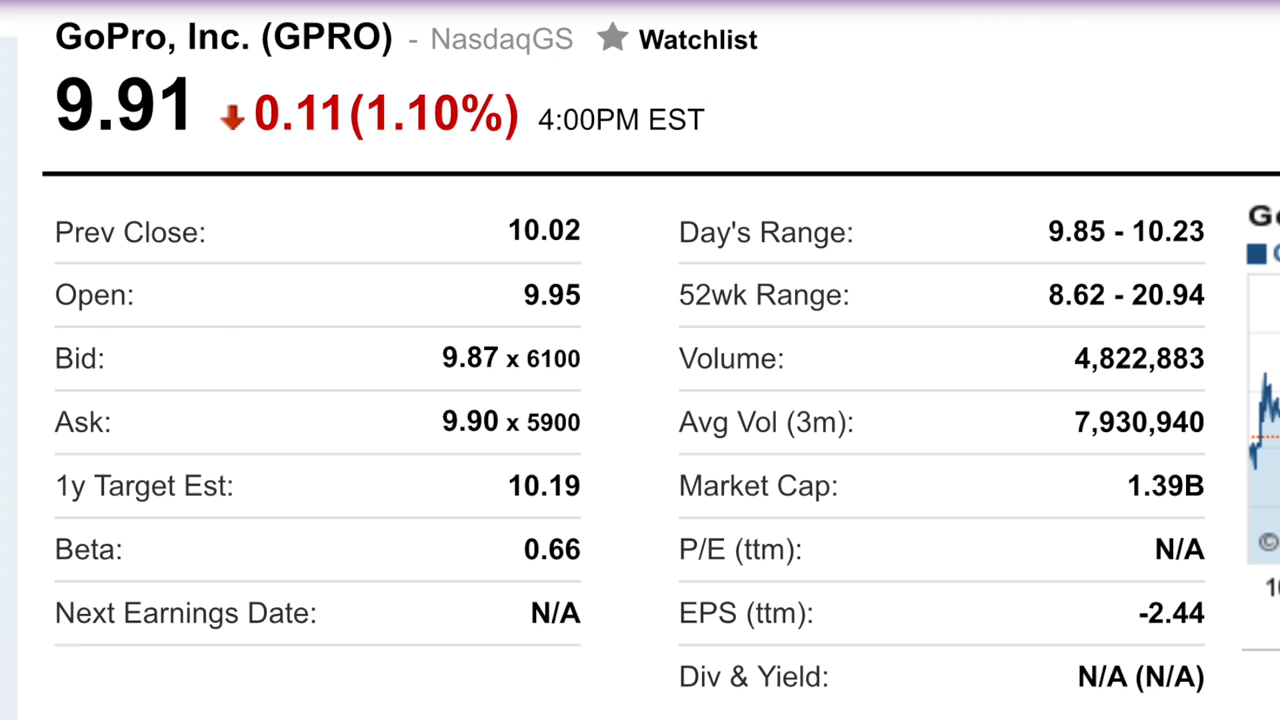 GoPro, Inc. (GPRO) - NasdaqGS Watchlist
9.91 0.11(1.10%) 4:00PM EST
Prev Close: 10.02
Open: 9.95
Bid: 9.87 x 6100
Ask: 9.90 x 5900
1y Target Est: 10.19
Beta: 0.66
Next Earnings Date: N/A
Day's Range: 9.85 - 10.23
52wk Range: 8.62 - 20.94
Volume: 4,822,883
Avg Vol (3m): 7,930,940
Market Cap: 1.39B
P/E (ttm): N/A
EPS (ttm): -2.44
Div & Yield: N/A (N/A)
©